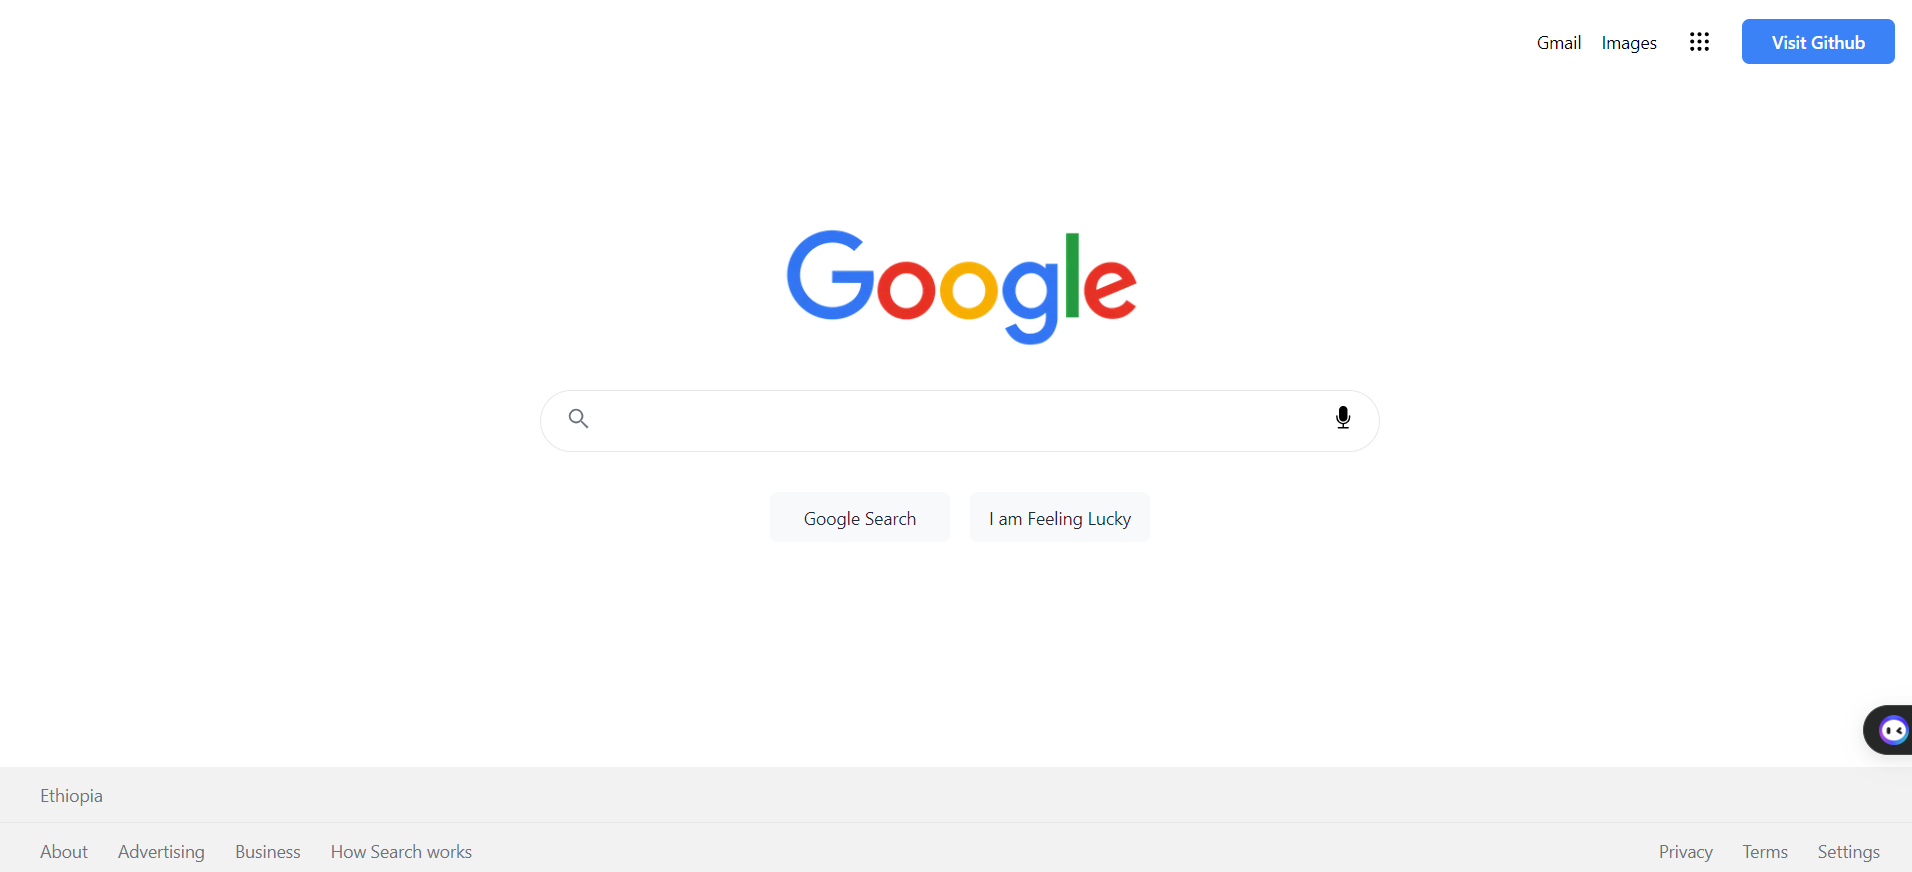 Gmail Images Visit Github
Google
Google Search I am Feeling Lucky
Ethiopia
About Advertising Business How Search works Privacy Terms Settings